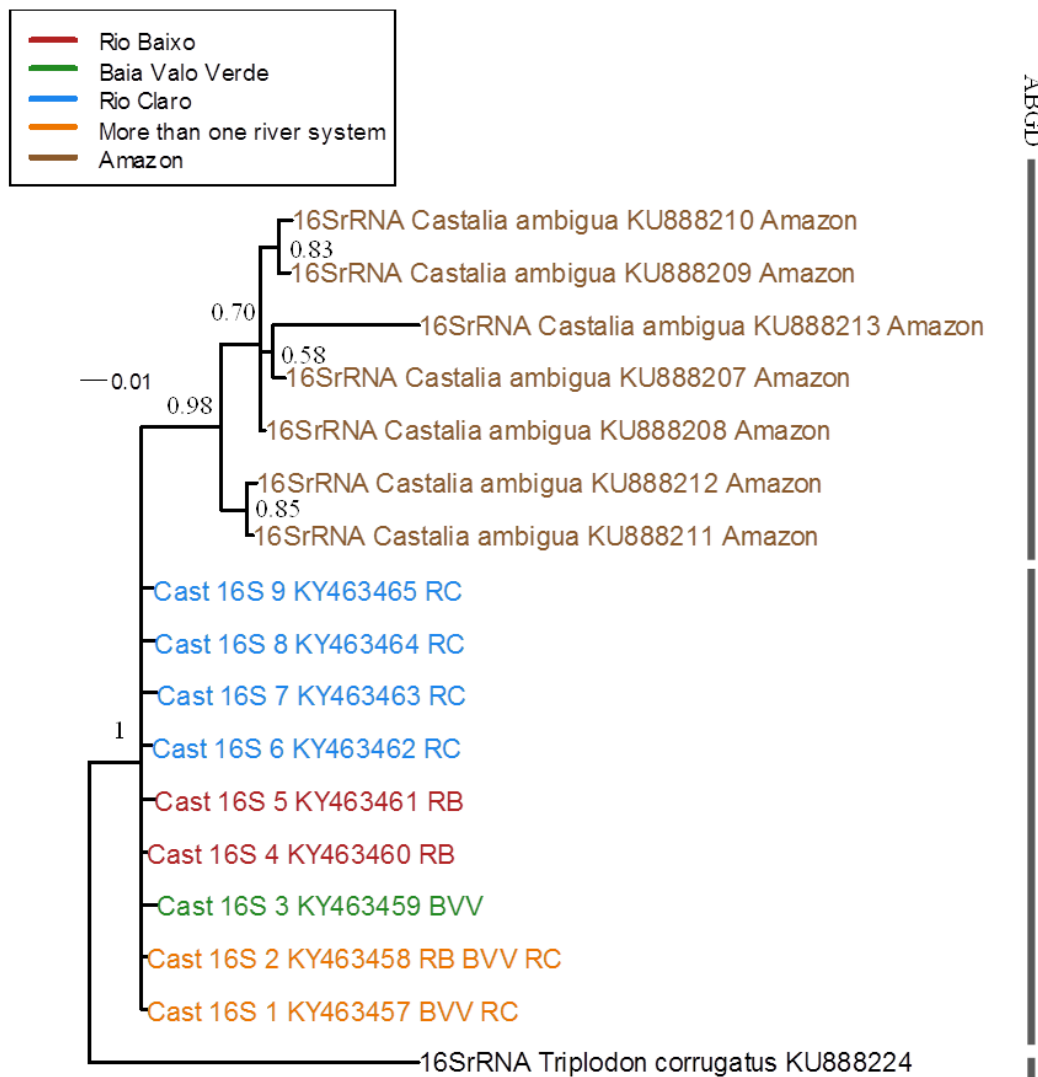 Rio Baixo
Baia Valo Verde
Rio Claro
More than one river system
Amazon
ABGD
16SrRNA Castalia ambigua KU888210 Amazon
0.83
16SrRNA Castalia ambigua KU888209 Amazon
0.70
16SrRNA Castalia ambigua KU888213 Amazon
0.58
16SrRNA Castalia ambigua KU888207 Amazon
0.01
0.98
16SrRNA Castalia ambigua KU888208 Amazon
16SrRNA Castalia ambigua KU888212 Amazon
0.85
16SrRNA Castalia ambigua KU888211 Amazon
Cast 16S 9 KY463465 RC
Cast 16S 8 KY463464 RC
Cast 16S 7 KY463463 RC
1
Cast 16S 6 KY463462 RC
Cast 16S 5 KY463461 RB
Cast 16S 4 KY463460 RB
Cast 16S 3 KY463459 BVV
Cast 16S 2 KY463458 RB BVV RC
Cast 16S 1 KY463457 BVV RC
16SrRNA Triplodon corrugatus KU888224